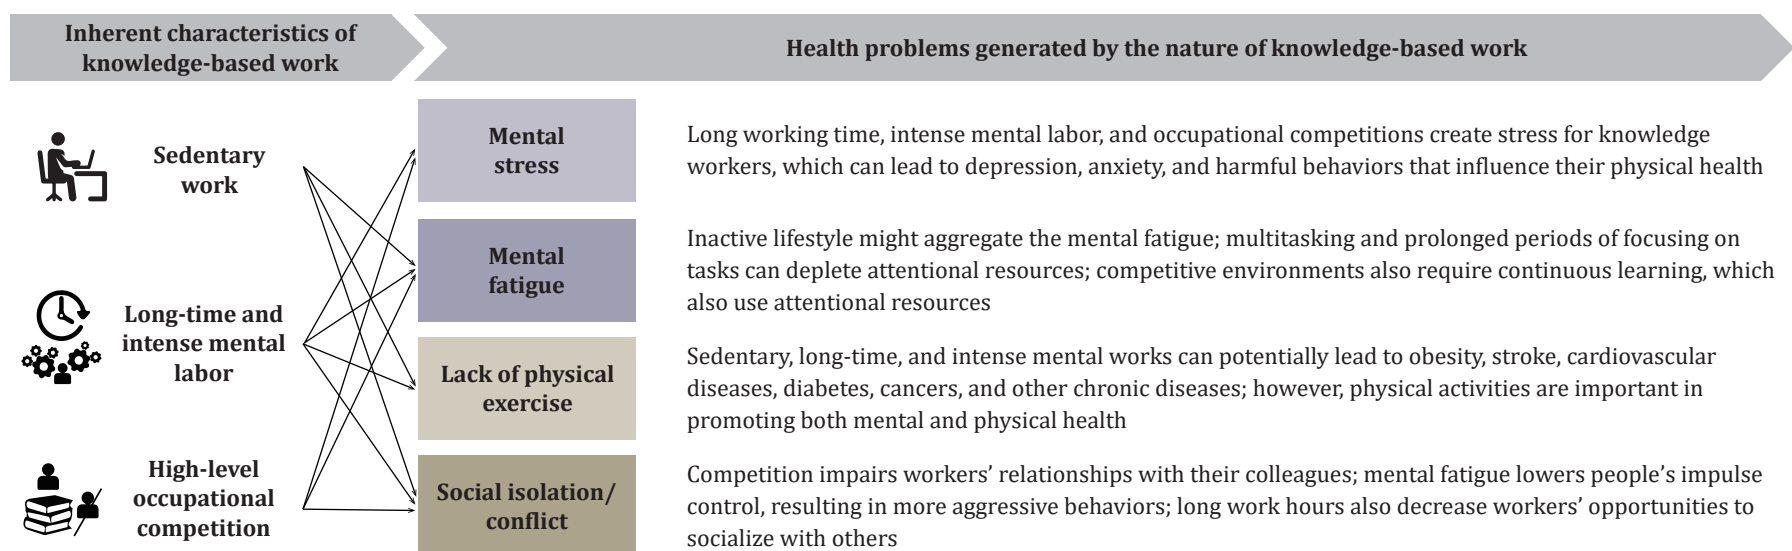 Inherent characteristics of
knowledge-based work
Health problems generated by the nature of knowledge-based work
Sedentary
work
Long-time and
intense mental
labor
High-level
occupational
competition
Mental
stress
Long working time, intense mental labor, and occupational competitions create stress for knowledge
workers, which can lead to depression, anxiety, and harmful behaviors that influence their physical health
Mental
fatigue
Inactive lifestyle might aggregate the mental fatigue; multitasking and prolonged periods of focusing on
tasks can deplete attentional resources; competitive environments also require continuous learning, which
also use attentional resources
Lack of physical
exercise
Sedentary, long-time, and intense mental works can potentially lead to obesity, stroke, cardiovascular
diseases, diabetes, cancers, and other chronic diseases; however, physical activities are important in
promoting both mental and physical health
Social isolation/
conflict
Competition impairs workers’ relationships with their colleagues; mental fatigue lowers people’s impulse
control, resulting in more aggressive behaviors; long work hours also decrease workers’ opportunities to
socialize with others